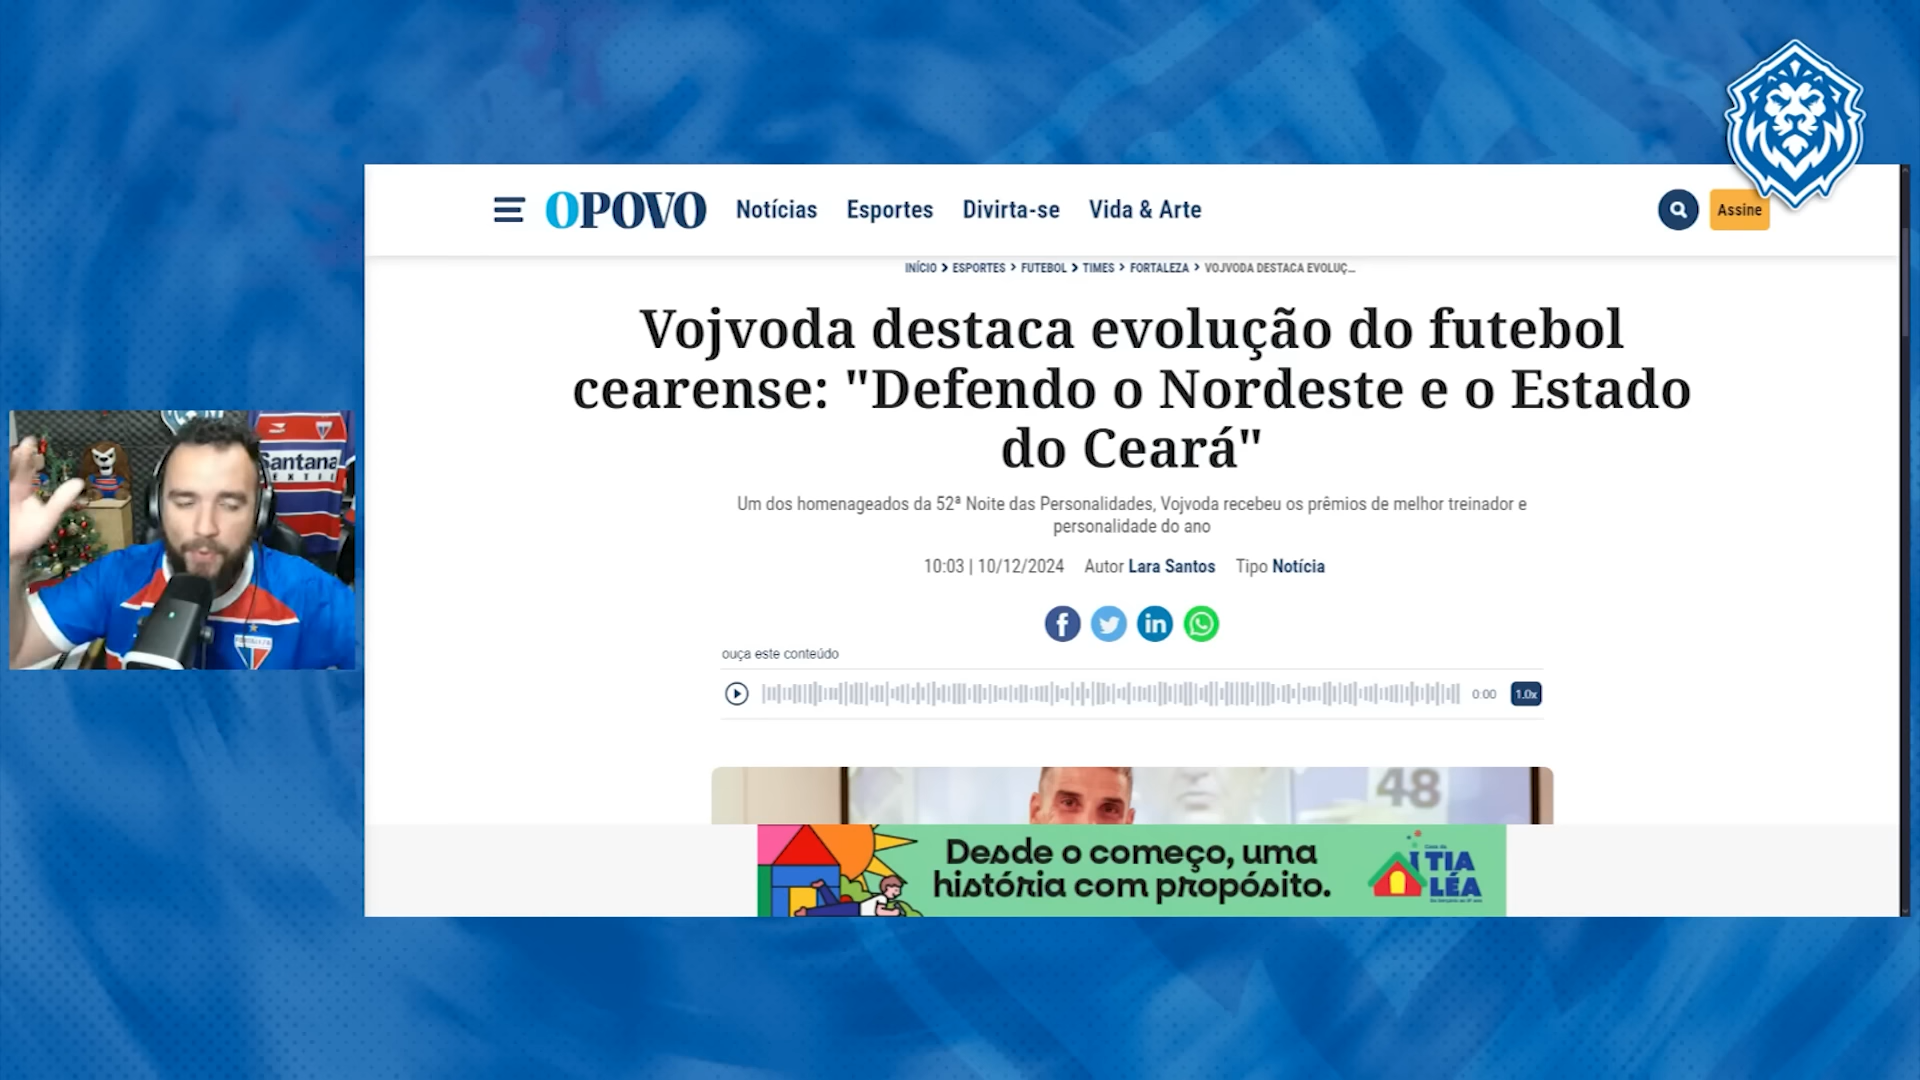 OPOVO
Notícias
Esportes
Divirta-se
Vida & Arte
Assine
INÍCIO > ESPORTES > FUTEBOL > TIMES > FORTALEZA > VOJVODA DESTACA EVOLUÇ...
Vojvoda destaca evolução do futebol
cearense: "Defendo o Nordeste e o Estado
do Ceará"
Um dos homenageados da 52ª Noite das Personalidades, Vojvoda recebeu os prêmios de melhor treinador e
personalidade do ano
10:03 | 10/12/2024 Autor Lara Santos Tipo Notícia
ouça este conteúdo
0:00
1.0x
48
Desde o começo, uma
história com propósito.
TIA
LÉA
Santana